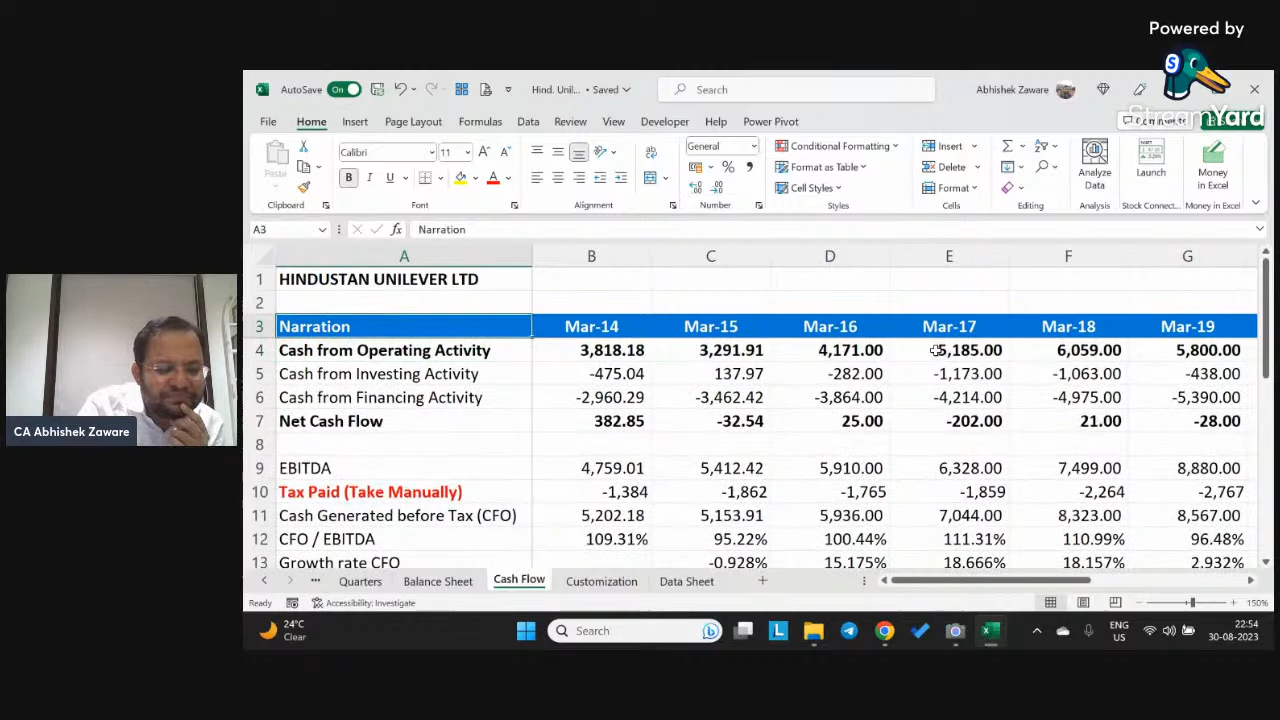 Powered by
StreamYard
AutoSave On Hind. Unil... • Saved Search Abhishek Zaware
File Home Insert Page Layout Formulas Data Review View Developer Help Power Pivot
Paste
Calibri 11
B I U
General
Conditional Formatting
Format as Table
Cell Styles
Insert
Delete
Format
Analyze Data
Launch
Money in Excel
Clipboard Font Alignment Number Styles Cells Editing Analysis Stock Connect... Money in Excel
A3 fx Narration
A B C D E F G
1 HINDUSTAN UNILEVER LTD
2
3 Narration Mar-14 Mar-15 Mar-16 Mar-17 Mar-18 Mar-19
4 Cash from Operating Activity 3,818.18 3,291.91 4,171.00 5,185.00 6,059.00 5,800.00
5 Cash from Investing Activity -475.04 137.97 -282.00 -1,173.00 -1,063.00 -438.00
6 Cash from Financing Activity -2,960.29 -3,462.42 -3,864.00 -4,214.00 -4,975.00 -5,390.00
7 Net Cash Flow 382.85 -32.54 25.00 -202.00 21.00 -28.00
8
9 EBITDA 4,759.01 5,412.42 5,910.00 6,328.00 7,499.00 8,880.00
10 Tax Paid (Take Manually) -1,384 -1,862 -1,765 -1,859 -2,264 -2,767
11 Cash Generated before Tax (CFO) 5,202.18 5,153.91 5,936.00 7,044.00 8,323.00 8,567.00
12 CFO / EBITDA 109.31% 95.22% 100.44% 111.31% 110.99% 96.48%
13 Growth rate CFO -0.928% 15.175% 18.666% 18.157% 2.932%
CA Abhishek Zaware
... Quarters Balance Sheet Cash Flow Customization Data Sheet +
Ready Accessibility: Investigate 150%
24°C
Clear
Search
ENG
US
22:54
30-08-2023